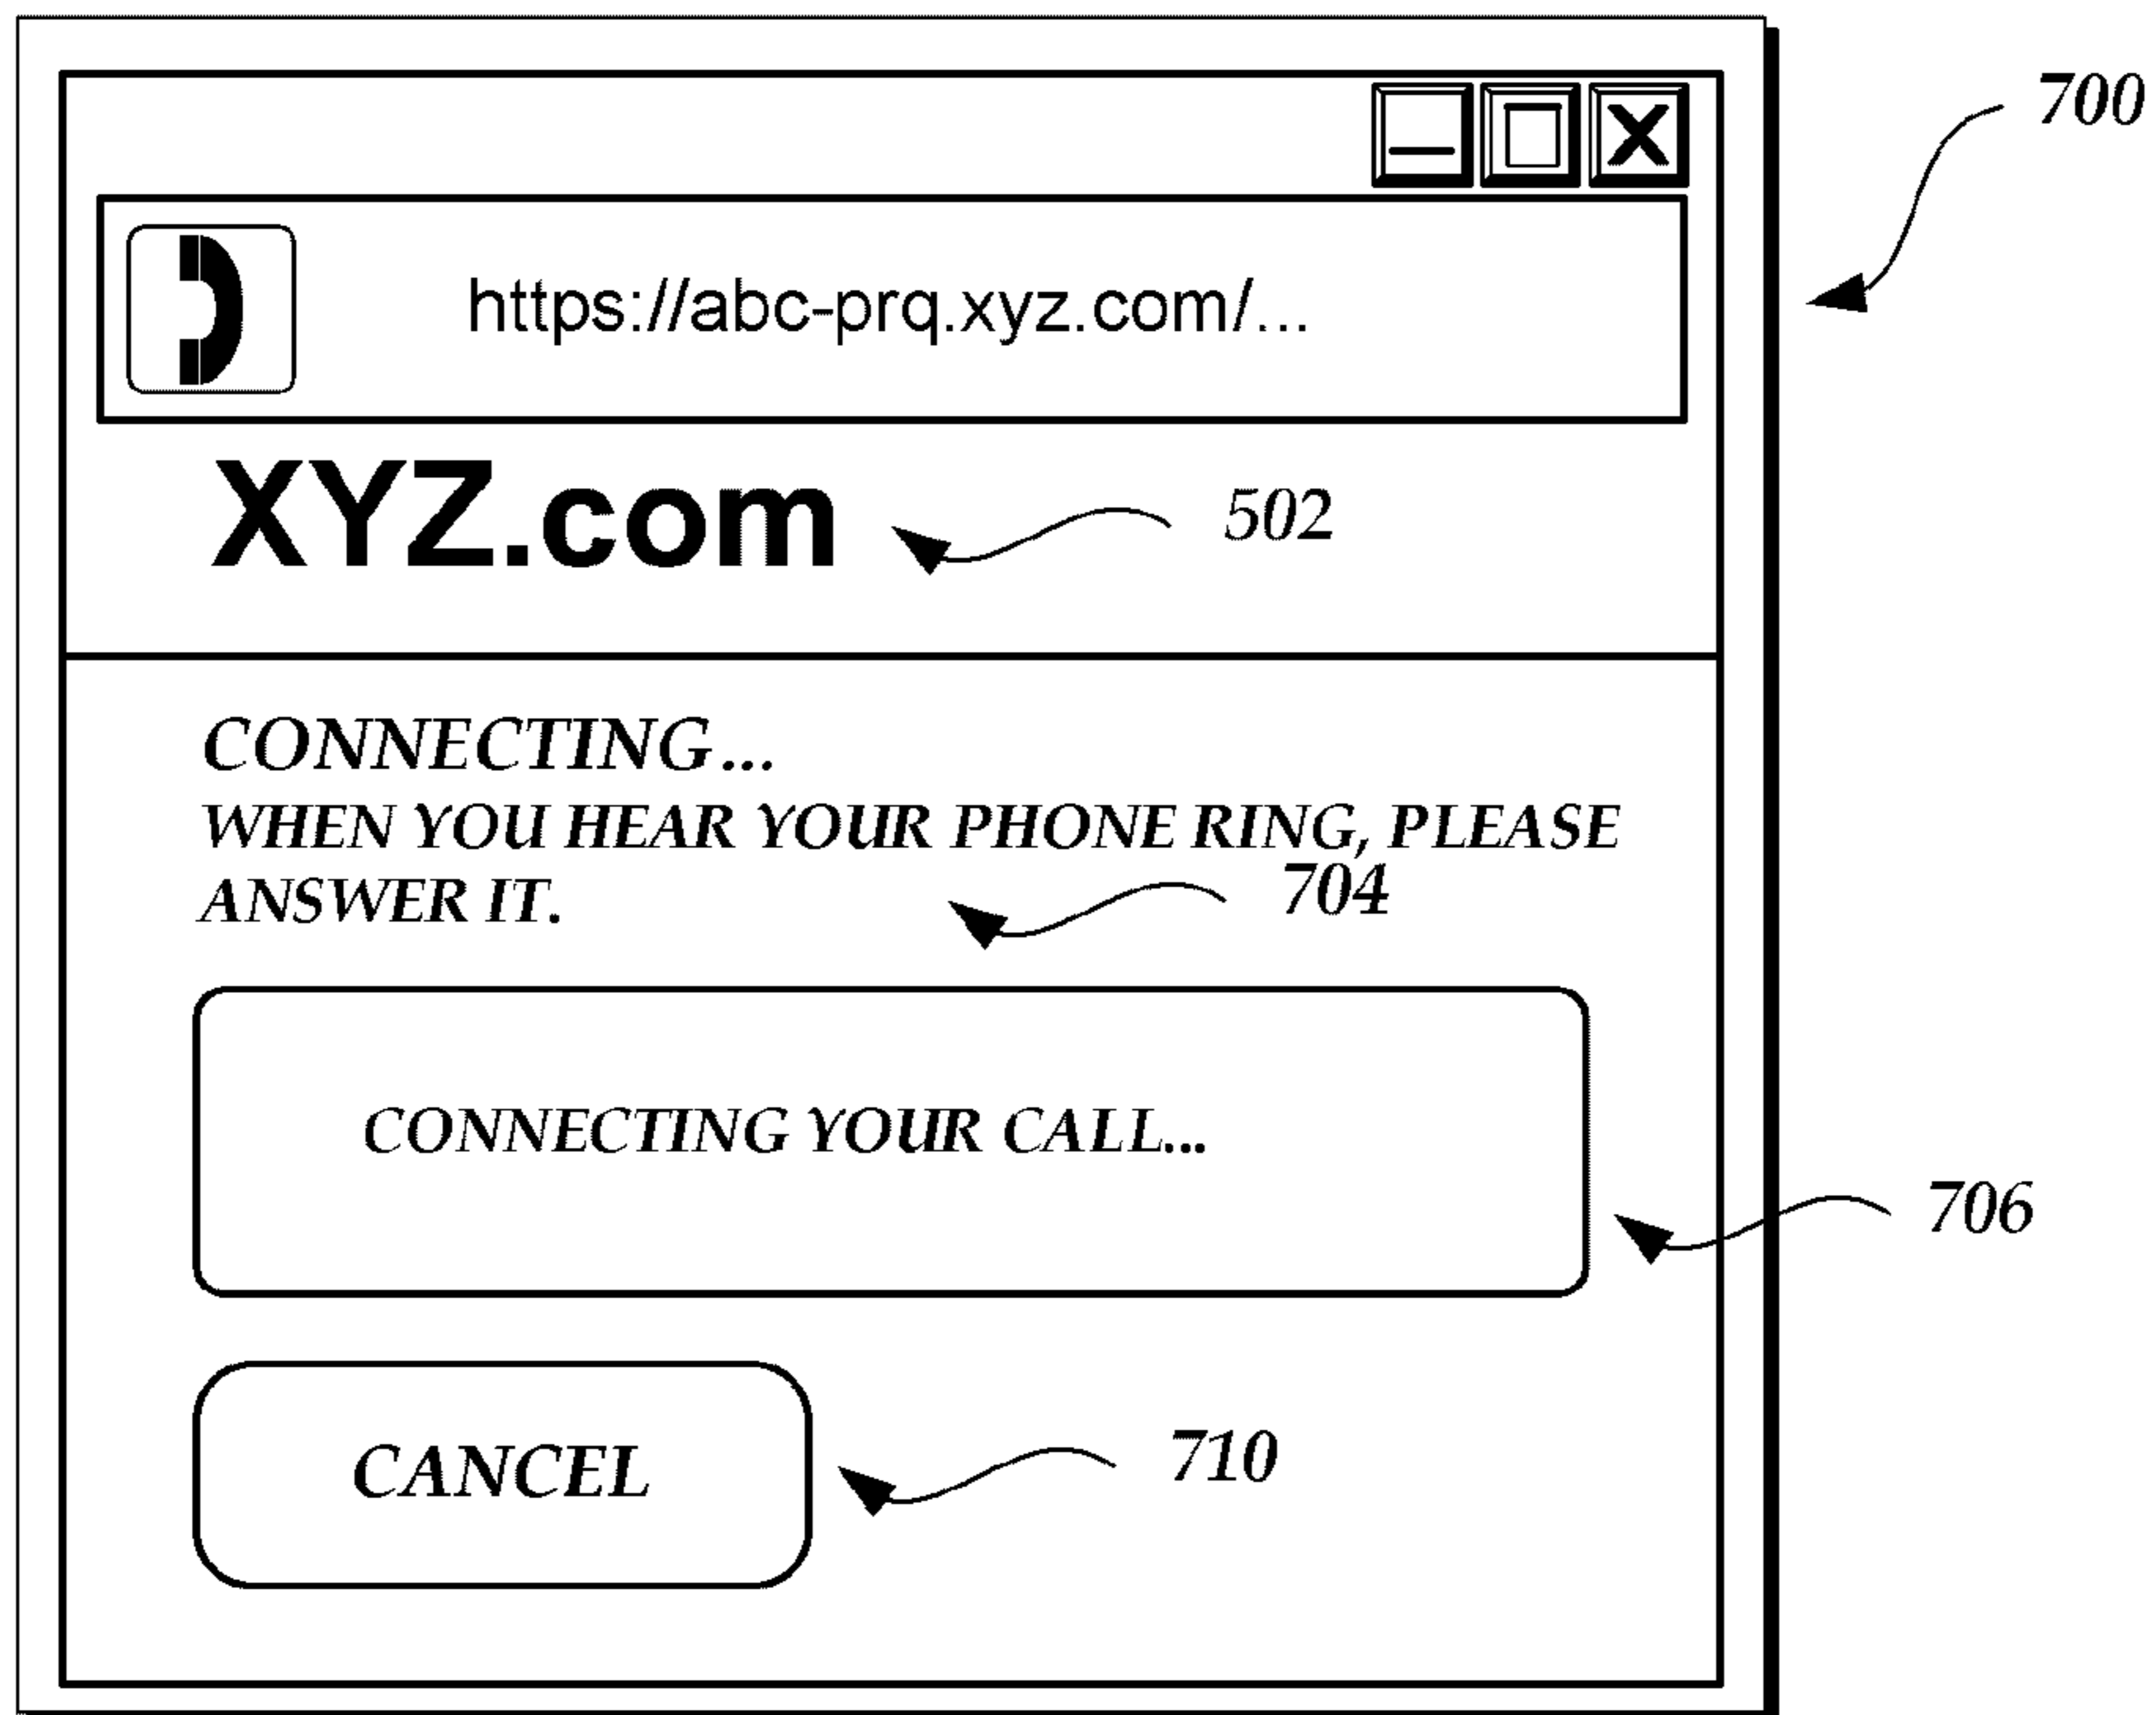 700
https://abc-prq.xyz.com/...
XYZ.com
502
CONNECTING...
WHEN YOU HEAR YOUR PHONE RING, PLEASE
ANSWER IT.
704
CONNECTING YOUR CALL...
706
CANCEL
710